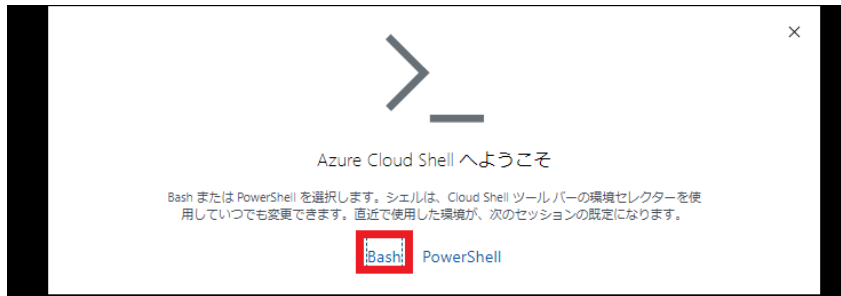 Azure Cloud Shell へようこそ
Bash または PowerShell を選択します。シェルは、Cloud Shell ツール バーの環境セレクターを使
用していつでも変更できます。直近で使用した環境が、次のセッションの既定になります。
Bash PowerShell